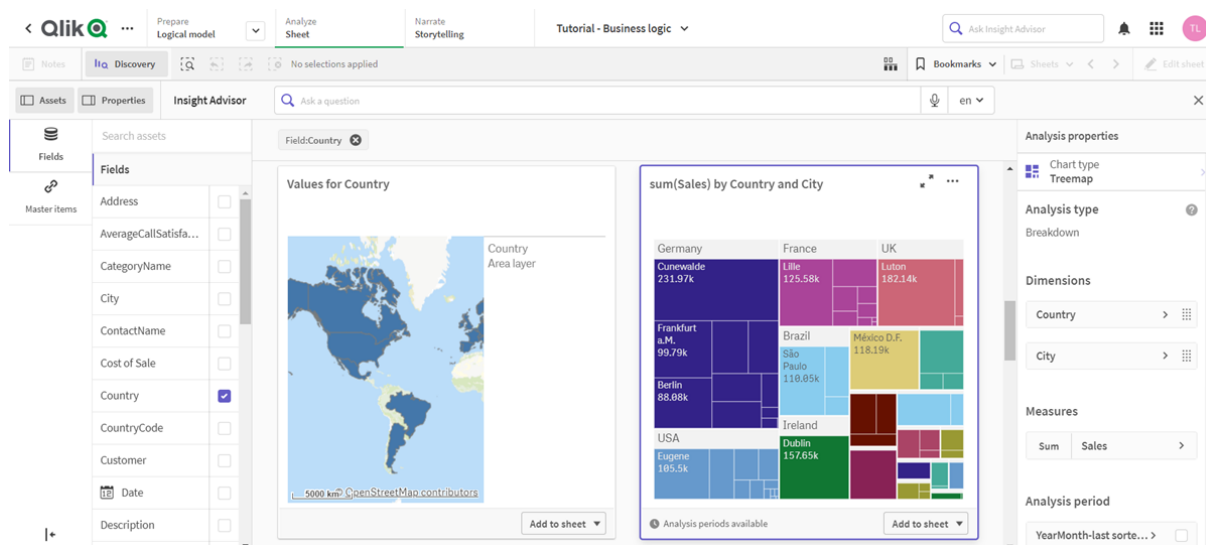 Qlik
Prepare
Logical model
Analyze
Sheet
Narrate
Storytelling
Tutorial - Business logic
Ask Insight Advisor
TL
Notes
Discovery
No selections applied
Bookmarks
Sheets
Edit sheet
Assets
Properties
Insight Advisor
Ask a question
en
Fields
Master items
Search assets
Fields
Address
AverageCallSatisfa...
CategoryName
City
ContactName
Cost of Sale
Country
CountryCode
Customer
Date
Description
Field:Country
Values for Country
Country
Area layer
5000 km
© OpenStreetMap contributors
Add to sheet
sum(Sales) by Country and City
Germany
Cunewalde
231.97k
Frankfurt
a.M.
99.79k
Berlin
88.08k
USA
Eugene
105.5k
France
Lille
125.58k
Brazil
São
Paulo
110.05k
Ireland
Dublin
157.65k
UK
Luton
182.14k
México D.F.
118.19k
Analysis periods available
Add to sheet
Analysis properties
Chart type
Treemap
Analysis type
Breakdown
Dimensions
Country
City
Measures
Sum
Sales
Analysis period
YearMonth-last sorte...